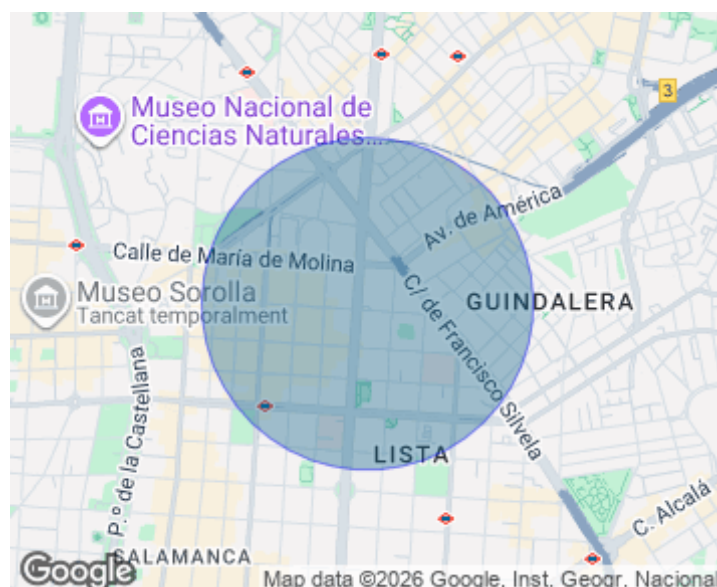 Museo Nacional de
Ciencias Naturales...
3
Av. de América
Calle de María de Molina
Museo Sorolla
Tancat temporalment
GUINDALERA
C/ de Francisco Silvela
LISTA
P.º de la Castellana
C. Alcalá
SALAMANCA
Google
Map data ©2026 Google, Inst. Geogr. Nacional